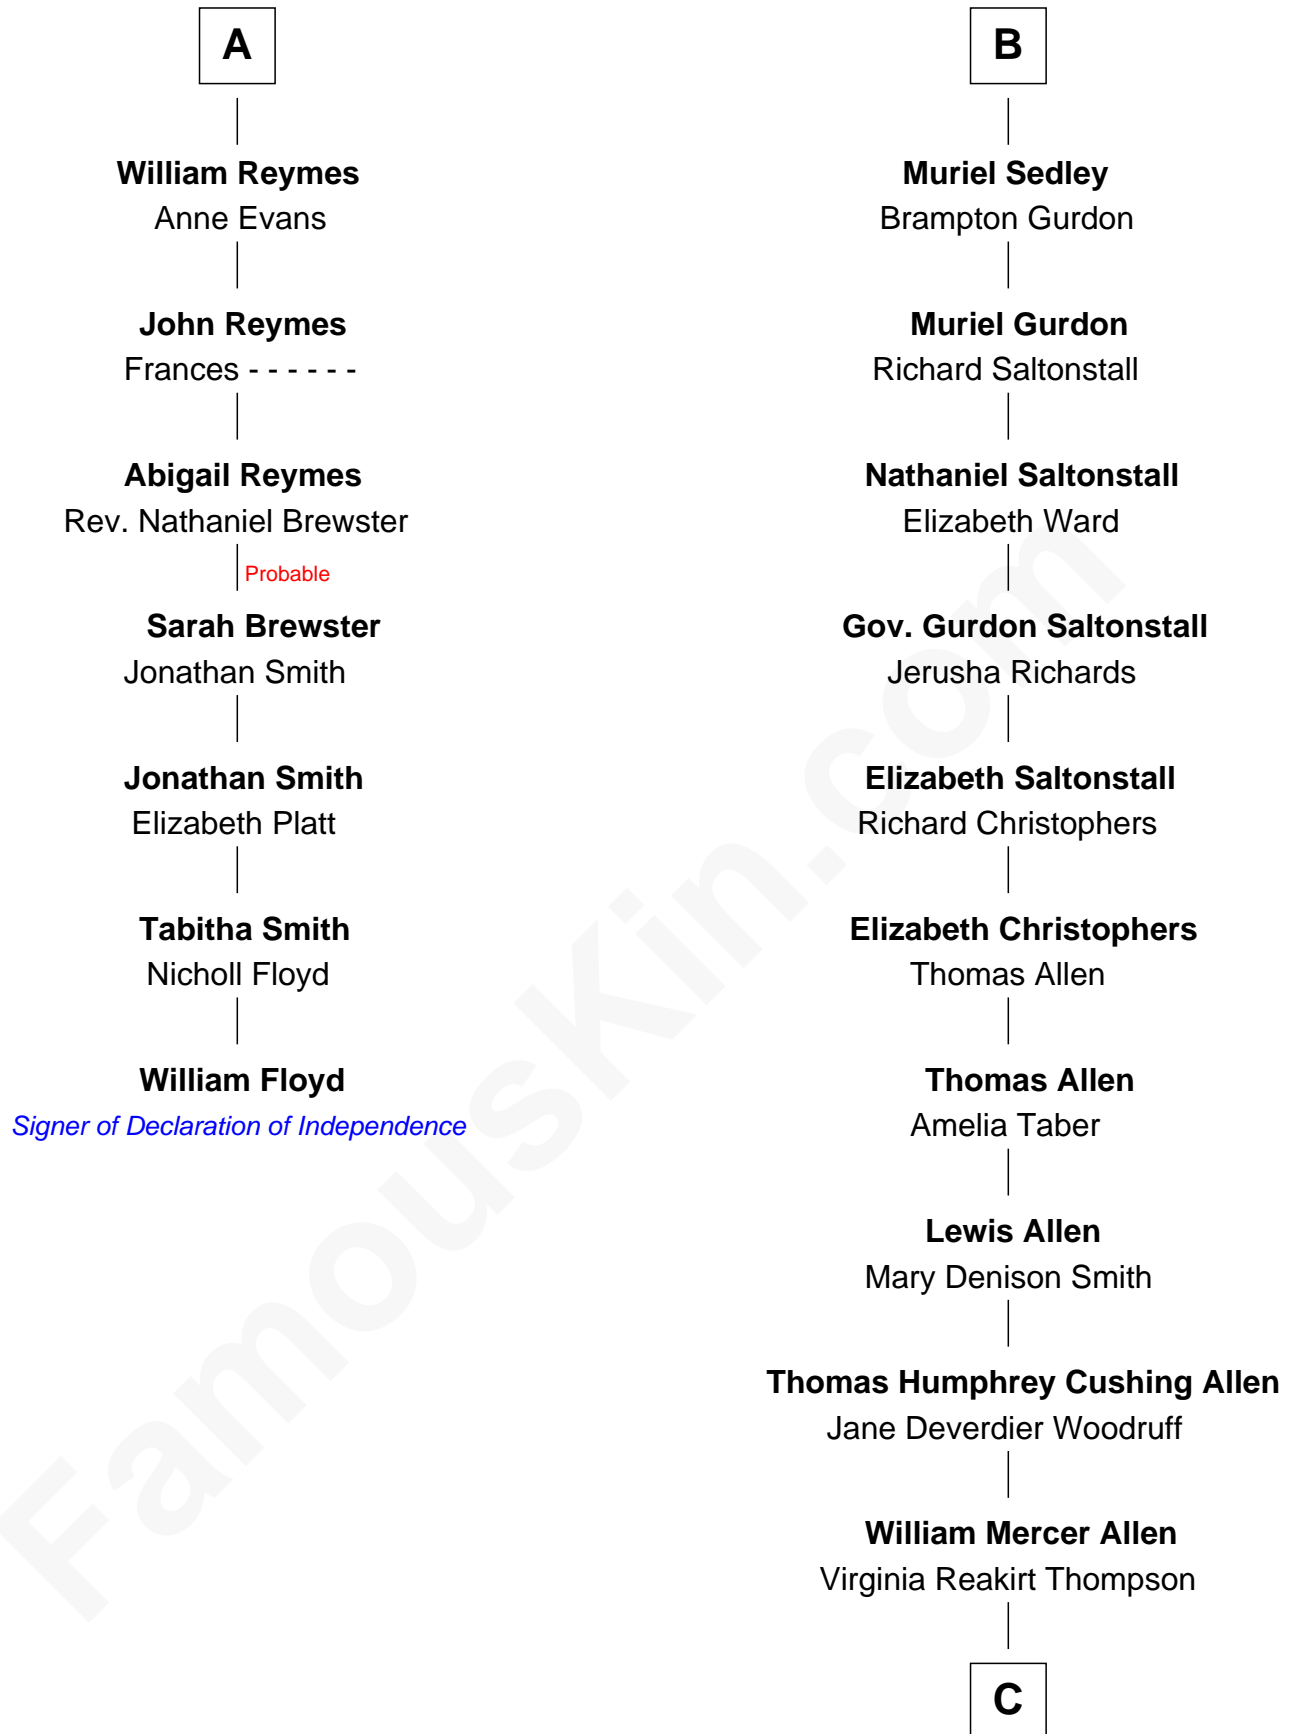 A
William Reymes
Anne Evans
John Reymes
Frances - - - - - -
Abigail Reymes
Rev. Nathaniel Brewster
Probable
Sarah Brewster
Jonathan Smith
Jonathan Smith
Elizabeth Platt
Tabitha Smith
Nicholl Floyd
William Floyd
Signer of Declaration of Independence
B
Muriel Sedley
Brampton Gurdon
Muriel Gurdon
Richard Saltonstall
Nathaniel Saltonstall
Elizabeth Ward
Gov. Gurdon Saltonstall
Jerusha Richards
Elizabeth Saltonstall
Richard Christophers
Elizabeth Christophers
Thomas Allen
Thomas Allen
Amelia Taber
Lewis Allen
Mary Denison Smith
Thomas Humphrey Cushing Allen
Jane Deverdier Woodruff
William Mercer Allen
Virginia Reakirt Thompson
C
FamousKin.com